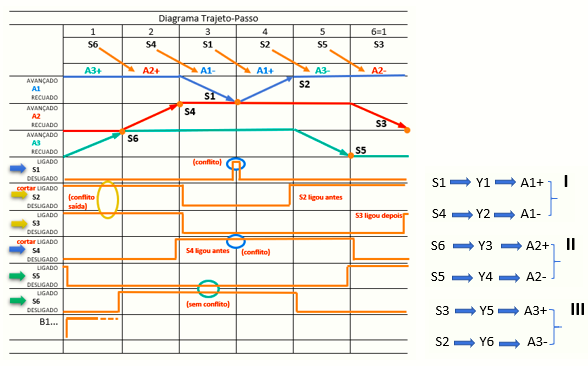 Diagrama Trajeto-Passo
1 2 3 4 5 6=1
S6 S4 S1 S2 S5 S3
A3+ A2+ A1- A1+ A3- A2-
AVANÇADO
A1
RECUADO
S1
S2
AVANÇADO
A2
RECUADO
S4
S3
AVANÇADO
A3
RECUADO
S6
S5
LIGADO
S1
DESLIGADO
(conflito)
cortar LIGADO
S2
DESLIGADO
(conflito
saída)
S2 ligou antes
LIGADO
S3
DESLIGADO
S3 ligou depois
cortar LIGADO
S4
DESLIGADO
S4 ligou antes
(conflito)
LIGADO
S5
DESLIGADO
LIGADO
S6
DESLIGADO
(sem conflito)
B1...
S1 Y1 A1+
I
S4 Y2 A1-
S6 Y3 A2+
II
S5 Y4 A2-
S3 Y5 A3+
III
S2 Y6 A3-